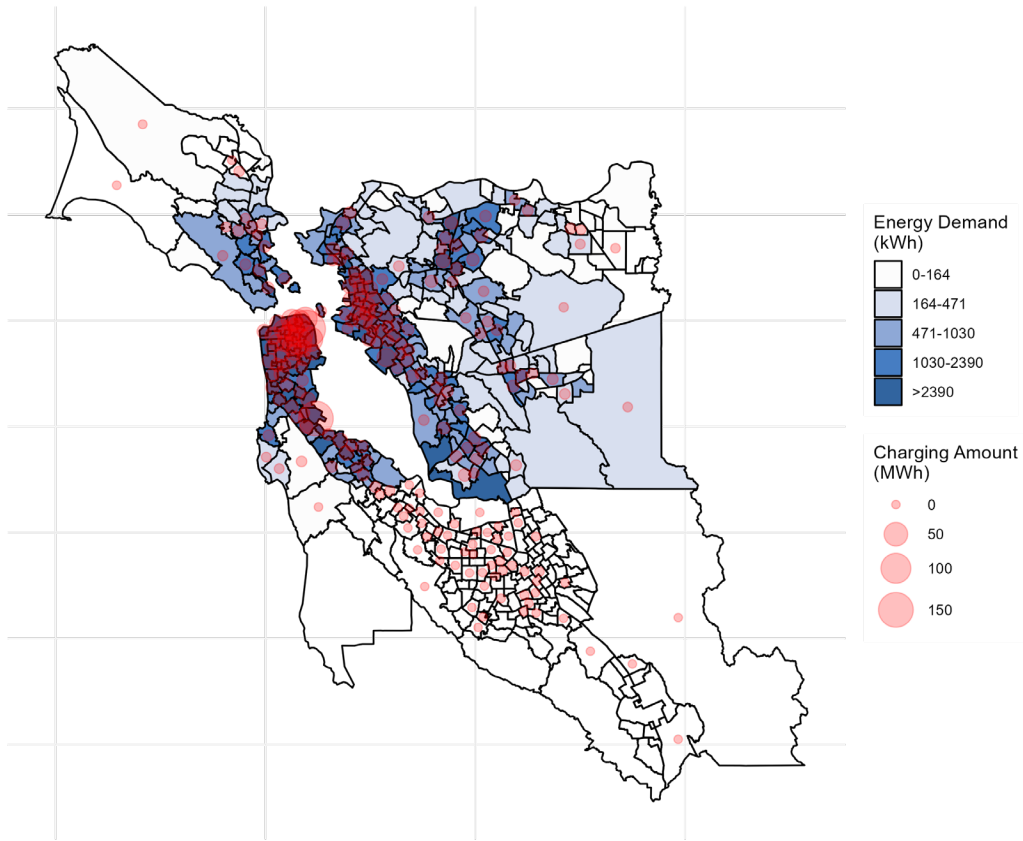 Energy Demand
(kWh)
0-164
164-471
471-1030
1030-2390
>2390
Charging Amount
(MWh)
0
50
100
150